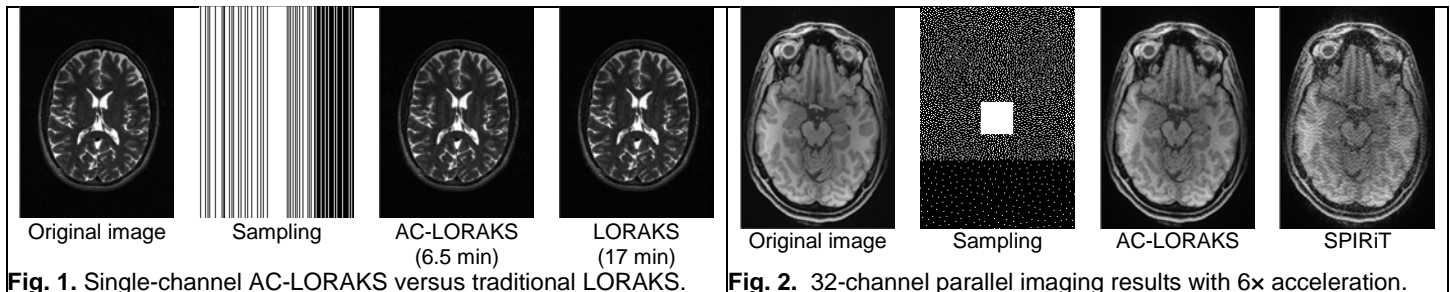 Original image
Sampling
AC-LORAKS
(6.5 min)
LORAKS
(17 min)
Fig. 1. Single-channel AC-LORAKS versus traditional LORAKS.
Original image
Sampling
AC-LORAKS
SPIRiT
Fig. 2. 32-channel parallel imaging results with 6× acceleration.